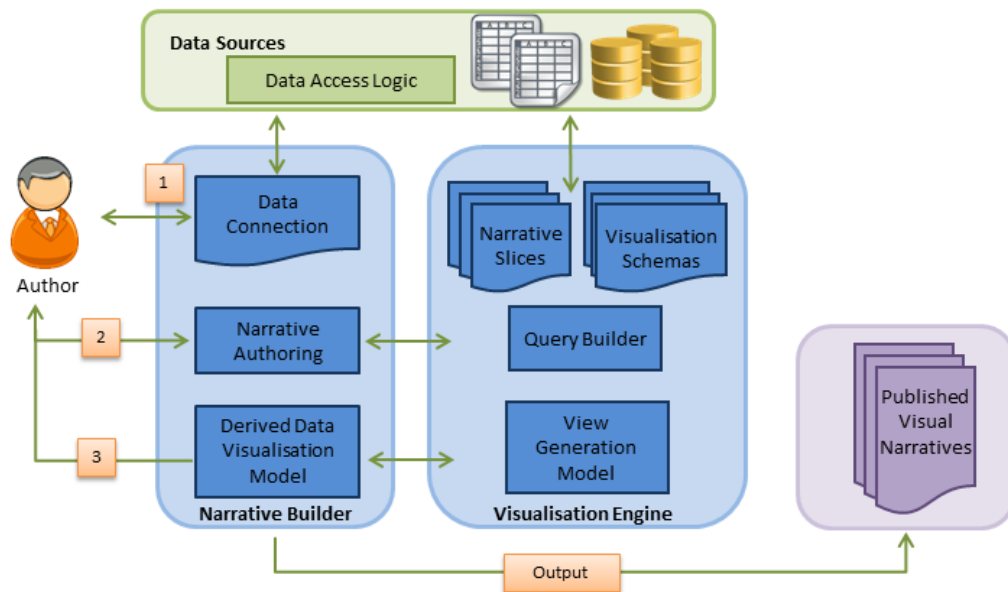 Data Sources
Data Access Logic
A B C
A B C
1
Data
Connection
Narrative
Slices
Visualisation
Schemas
Author
2
Narrative
Authoring
Query Builder
3
Derived Data
Visualisation
Model
View
Generation
Model
Published
Visual
Narratives
Narrative Builder
Visualisation Engine
Output